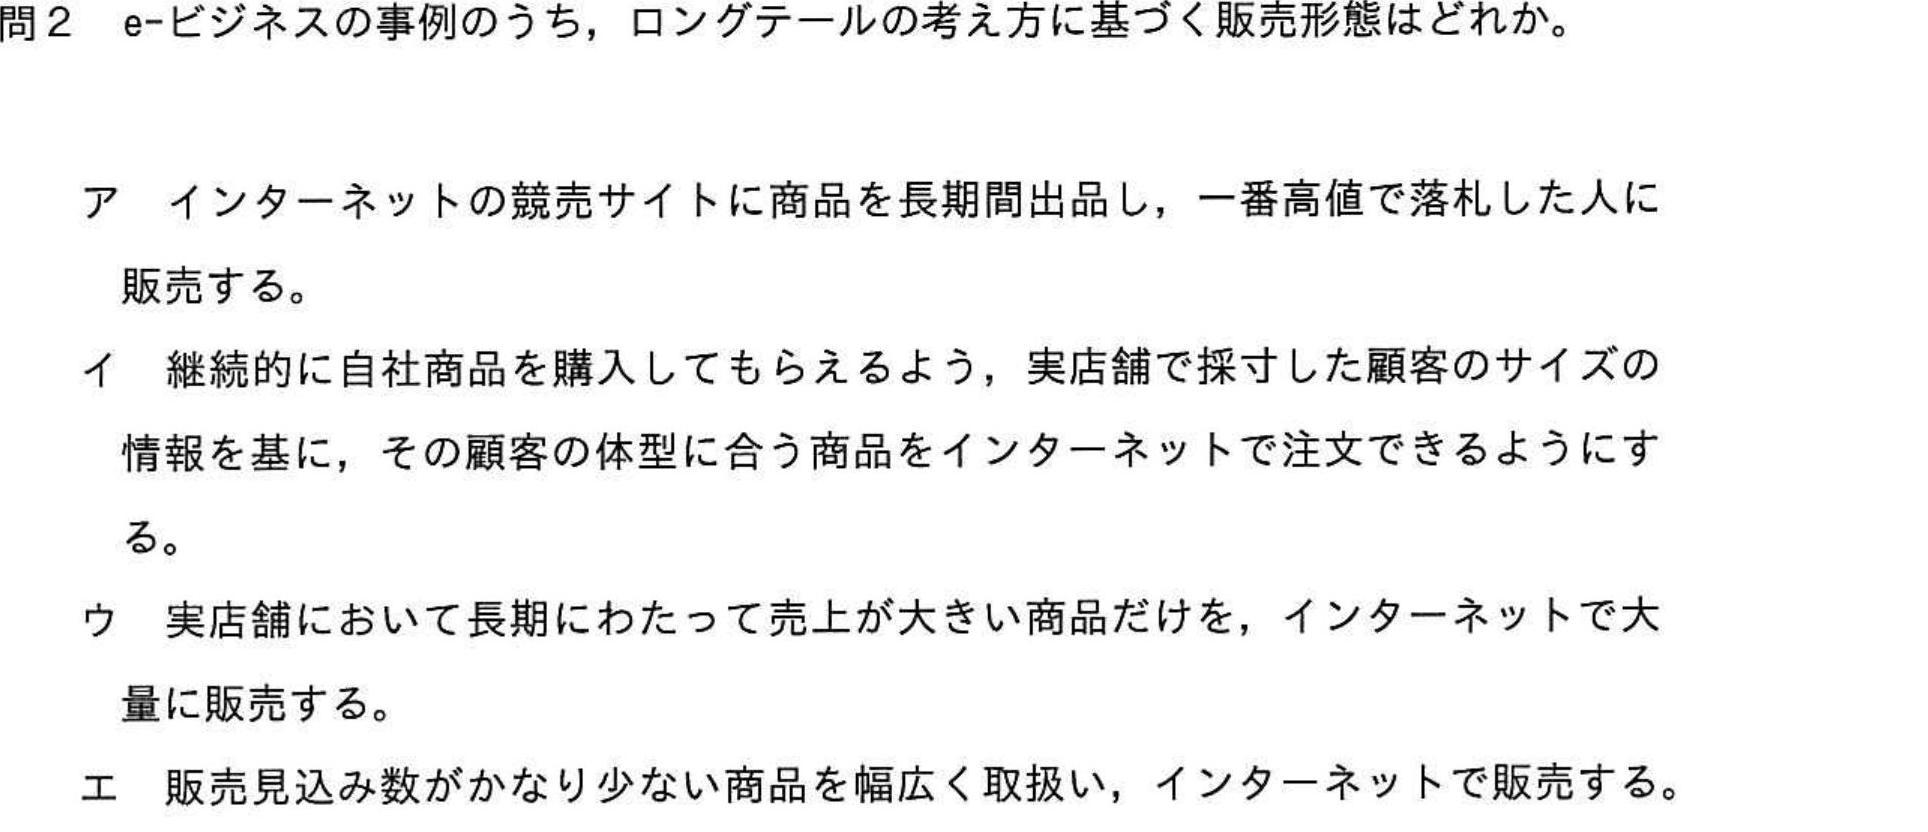 問2 e-ビジネスの事例のうち，ロングテールの考え方に基づく販売形態はどれか。
ア インターネットの競売サイトに商品を長期間出品し，一番高値で落札した人に
販売する。
イ 継続的に自社商品を購入してもらえるよう，実店舗で採寸した顧客のサイズの
情報を基に，その顧客の体型に合う商品をインターネットで注文できるようにす
る。
ウ 実店舗において長期にわたって売上が大きい商品だけを，インターネットで大
量に販売する。
エ 販売見込み数がかなり少ない商品を幅広く取扱い，インターネットで販売する。